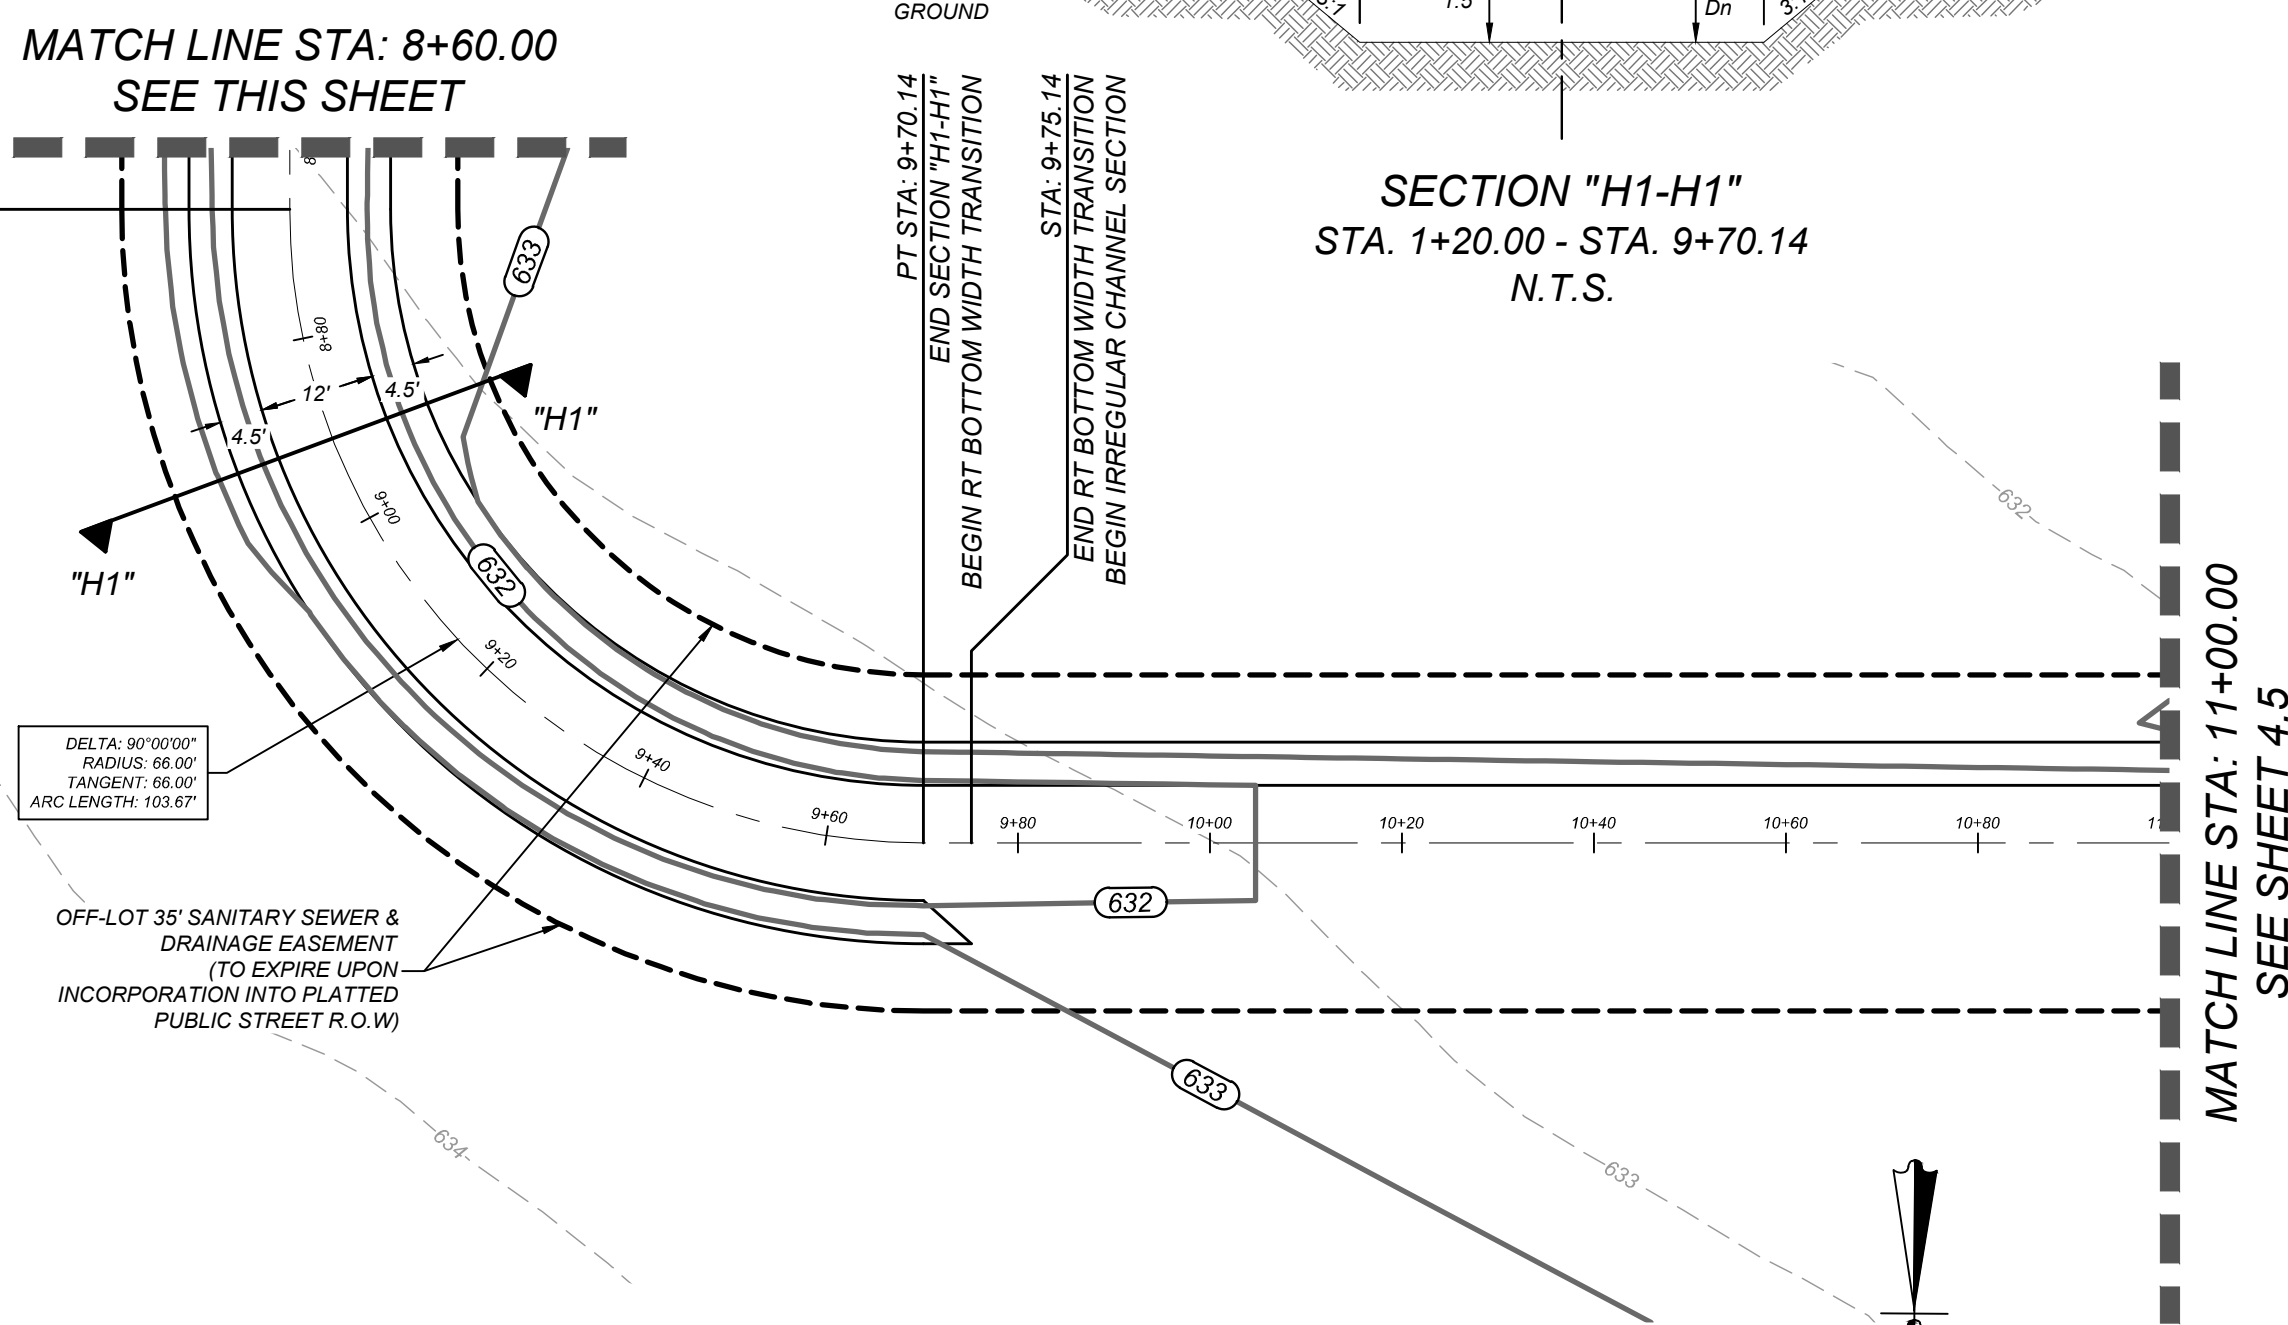 GROUND
1.5
Dn
MATCH LINE STA: 8+60.00
SEE THIS SHEET
PT STA: 9+70.14
END SECTION "H1-H1"
BEGIN RT BOTTOM WIDTH TRANSITION
STA: 9+75.14
END RT BOTTOM WIDTH TRANSITION
BEGIN IRREGULAR CHANNEL SECTION
SECTION "H1-H1"
STA. 1+20.00 - STA. 9+70.14
N.T.S.
633
8+80
12'
4.5'
4.5'
"H1"
"H1"
9+00
632
632
9+20
9+40
9+60
9+80
10+00
10+20
10+40
10+60
10+80
DELTA: 90°00'00"
RADIUS: 66.00'
TANGENT: 66.00'
ARC LENGTH: 103.67'
632
OFF-LOT 35' SANITARY SEWER &
DRAINAGE EASEMENT
(TO EXPIRE UPON
INCORPORATION INTO PLATTED
PUBLIC STREET R.O.W)
633
634
633
MATCH LINE STA: 11+00.00
SEE SHEET 4.5